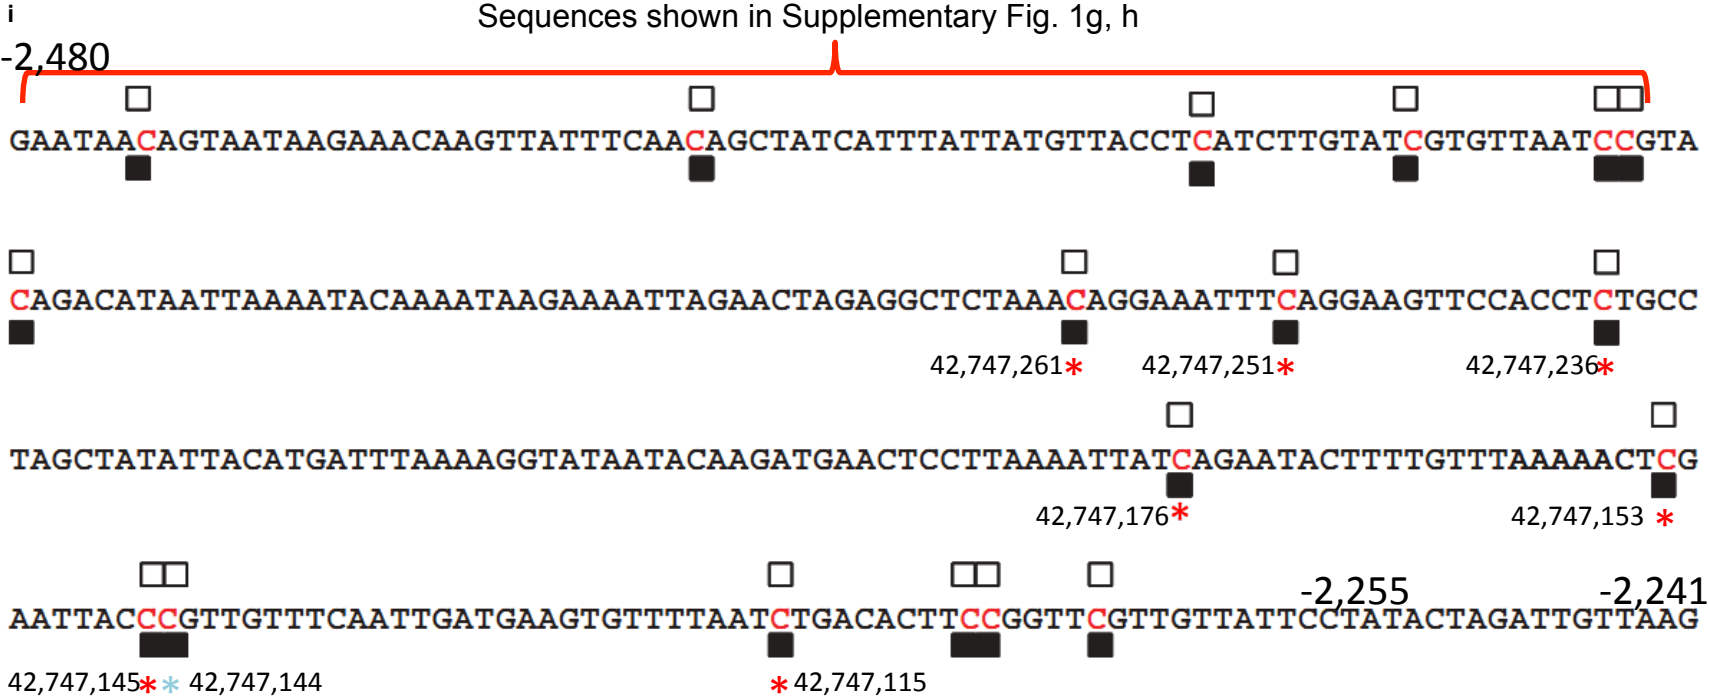 i
Sequences shown in Supplementary Fig. 1g, h
-2,480
GAATAACAGTAATAAGAAACAAGTTATTTCAACAGCTATCATTTATTATGTTACCTCATCTTGTATCGTGTTAATCCGTA
CAGACATAATTAAAATACAAAATAAGAAAATTAGAACTAGAGGCTCTAAACAGGAAATTTCAGGAAGTTCCACCTCTGCC
42,747,261* 42,747,251* 42,747,236*
TAGCTATATTACATGATTTAAAAGGTATAATACAAGATGAACTCCTTAAAATTATCAGAATACTTTTGTTTAAAAACTCG
42,747,176* 42,747,153 *
-2,255 -2,241
AATTACCCGTTGTTTCAATTGATGAAGTGTTTTAATCTGACACTTCCGGTTCGTTGTTATTCCTATACTAGATTGTTAAG
42,747,145* * 42,747,144 * 42,747,115